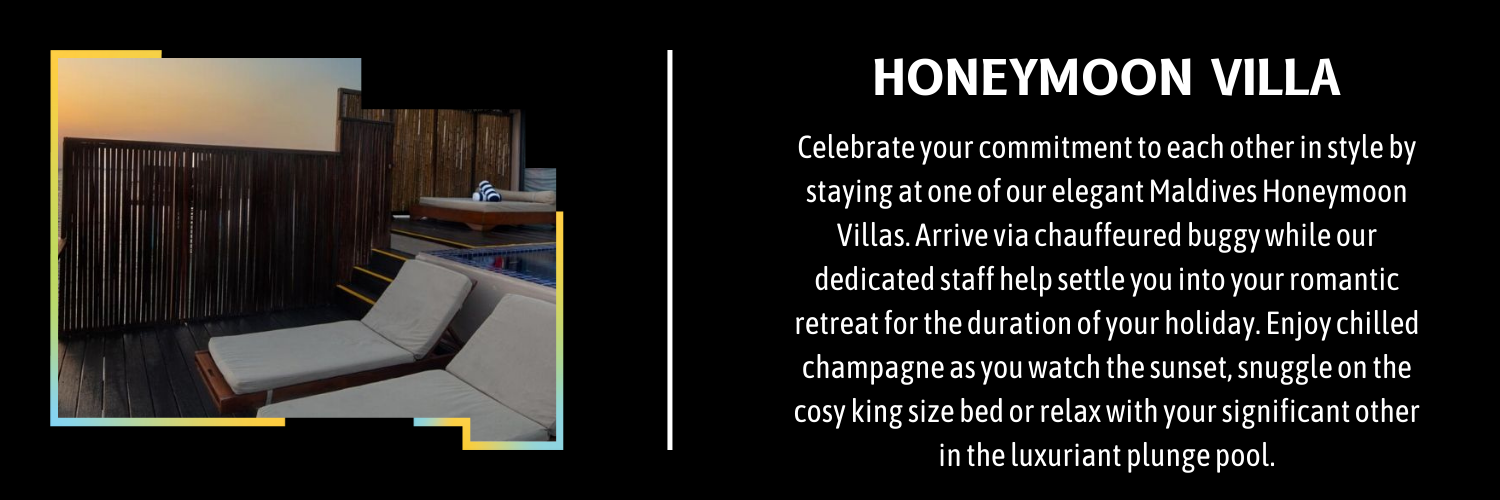 HONEYMOON VILLA
Celebrate your commitment to each other in style by
staying at one of our elegant Maldives Honeymoon
Villas. Arrive via chauffeured buggy while our
dedicated staff help settle you into your romantic
retreat for the duration of your holiday. Enjoy chilled
champagne as you watch the sunset, snuggle on the
cosy king size bed or relax with your significant other
in the luxuriant plunge pool.